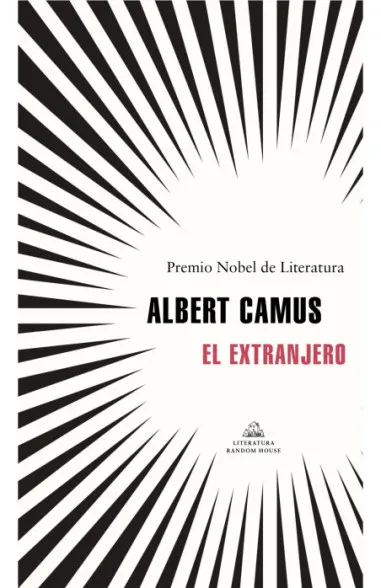 Premio Nobel de Literatura
ALBERT CAMUS
EL EXTRANJERO
LITERATURA
RANDOM HOUSE